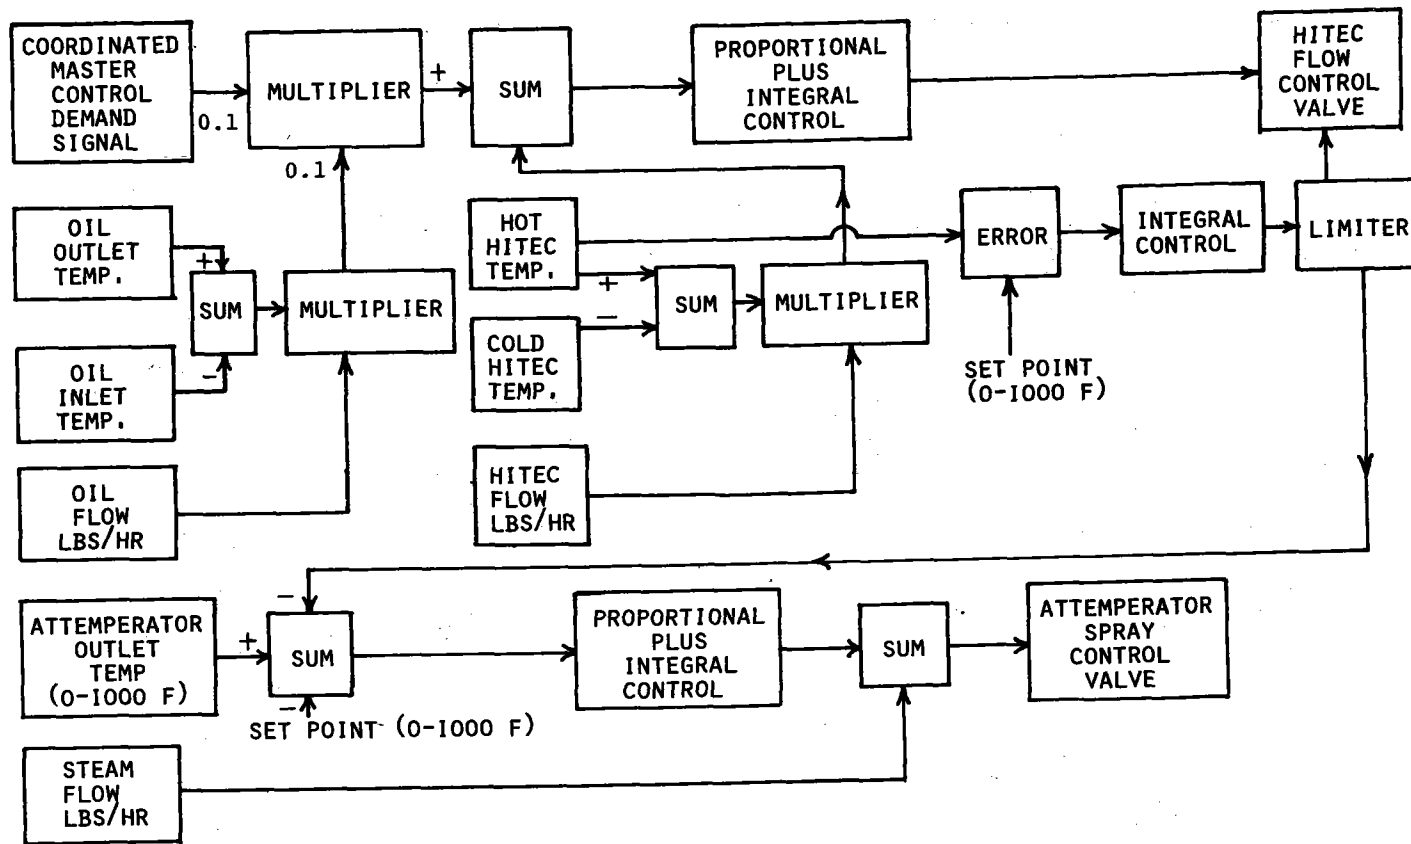 COORDINATED
MASTER
CONTROL
DEMAND
SIGNAL
0.1
MULTIPLIER
0.1
+
SUM
PROPORTIONAL
PLUS
INTEGRAL
CONTROL
HITEC
FLOW
CONTROL
VALVE
OIL
OUTLET
TEMP.
+
SUM
−
MULTIPLIER
OIL
INLET
TEMP.
OIL
FLOW
LBS/HR
HOT
HITEC
TEMP.
+
−
SUM
MULTIPLIER
COLD
HITEC
TEMP.
HITEC
FLOW
LBS/HR
ERROR
SET POINT
(0-1000 F)
INTEGRAL
CONTROL
LIMITER
ATTEMPERATOR
OUTLET
TEMP
(0-1000 F)
+
−
SUM
−
SET POINT (0-1000 F)
PROPORTIONAL
PLUS
INTEGRAL
CONTROL
SUM
ATTEMPERATOR
SPRAY
CONTROL
VALVE
STEAM
FLOW
LBS/HR